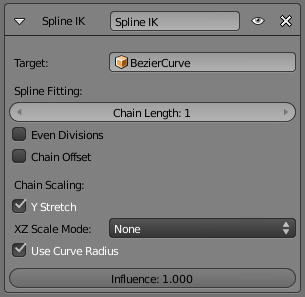 Spline IK Spline IK
Target: BezierCurve
Spline Fitting:
Chain Length: 1
Even Divisions
Chain Offset
Chain Scaling:
Y Stretch
XZ Scale Mode: None
Use Curve Radius
Influence: 1.000